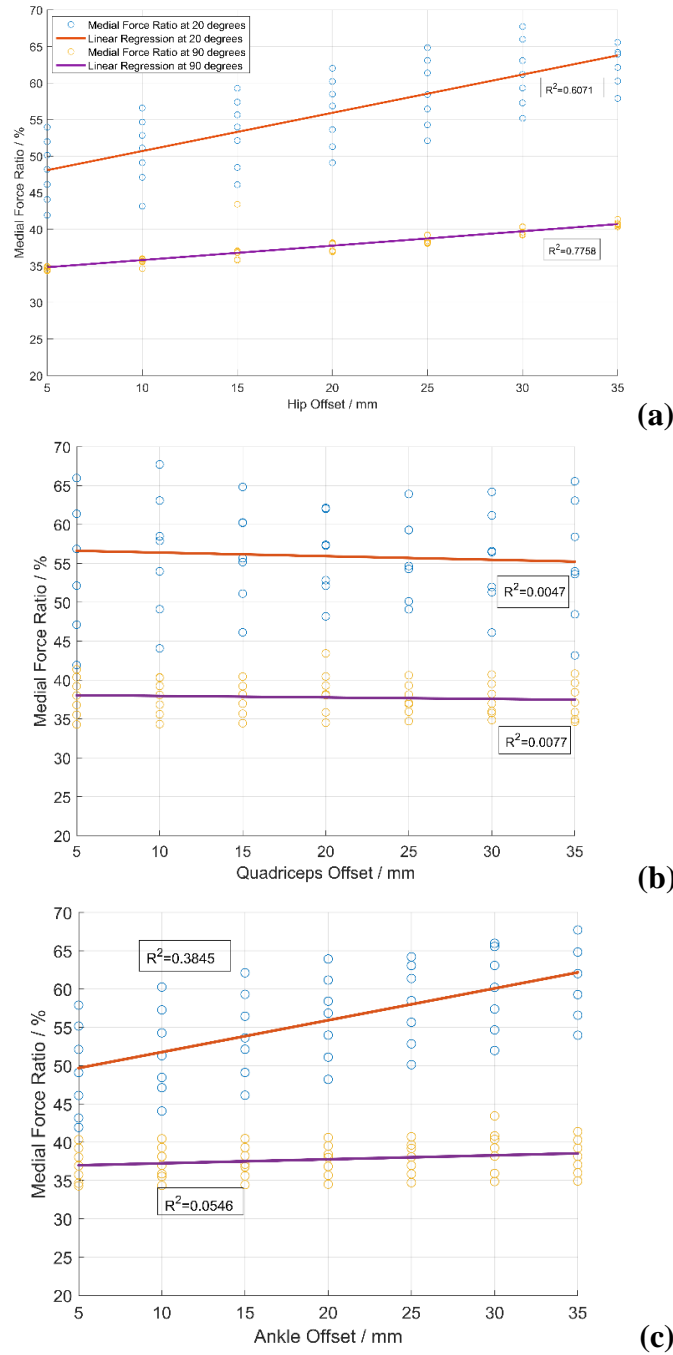 Medial Force Ratio at 20 degrees
Linear Regression at 20 degrees
Medial Force Ratio at 90 degrees
Linear Regression at 90 degrees
70
65
60
55
50
45
40
35
30
25
20
Medial Force Ratio / %
R²=0.6071
R²=0.7758
5 10 15 20 25 30 35
Hip Offset / mm
(a)
70
65
60
55
50
45
40
35
30
25
20
Medial Force Ratio / %
R²=0.0047
R²=0.0077
5 10 15 20 25 30 35
Quadriceps Offset / mm
(b)
70
65
60
55
50
45
40
35
30
25
20
Medial Force Ratio / %
R²=0.3845
R²=0.0546
5 10 15 20 25 30 35
Ankle Offset / mm
(c)